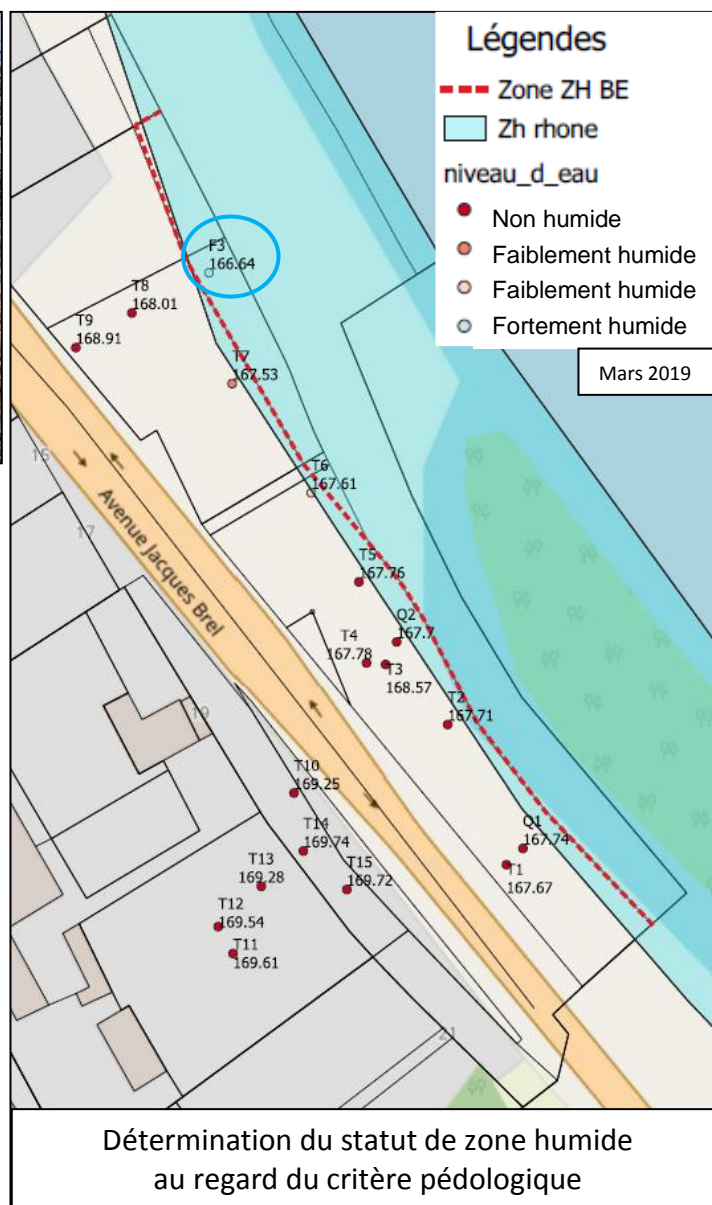 Légendes
Zone ZH BE
Zh rhone
niveau_d_eau
Non humide
Faiblement humide
Faiblement humide
Fortement humide
Mars 2019
F3
166.64
T8
168.01
T9
168.91
T7
167.53
T6
167.61
15
17
Avenue Jacques Brel
T5
167.76
Q2
167.7
T4
167.78
T3
168.57
T2
167.71
19
T10
169.25
T14
169.74
Q1
167.74
T1
167.67
T13
169.28
T15
169.72
T12
169.54
T11
169.61
21
Détermination du statut de zone humide
au regard du critère pédologique